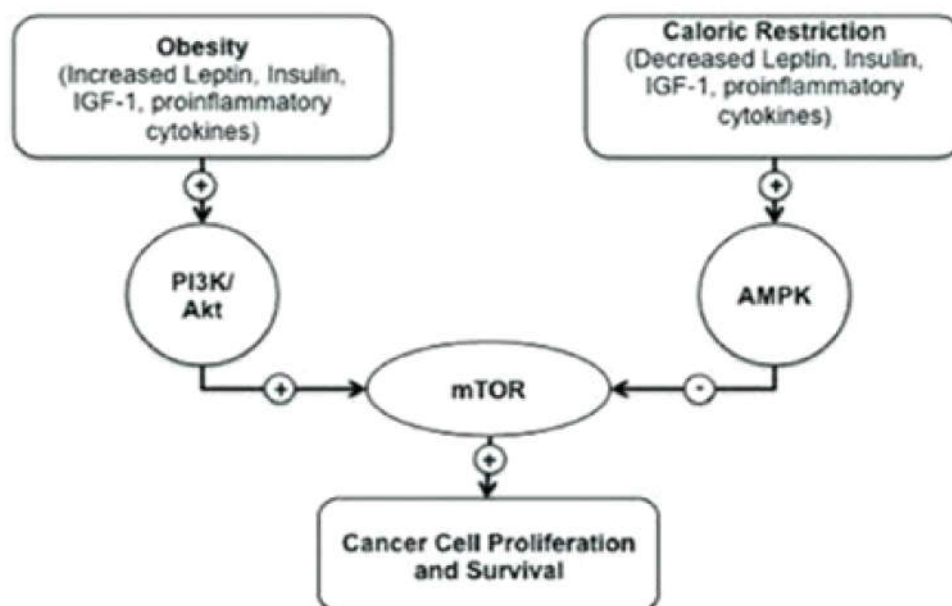 Obesity
(Increased Leptin, Insulin,
IGF-1, proinflammatory
cytokines)
Caloric Restriction
(Decreased Leptin, Insulin,
IGF-1, proinflammatory
cytokines)
+
+
PI3K/
Akt
AMPK
+
mTOR
-
+
Cancer Cell Proliferation
and Survival